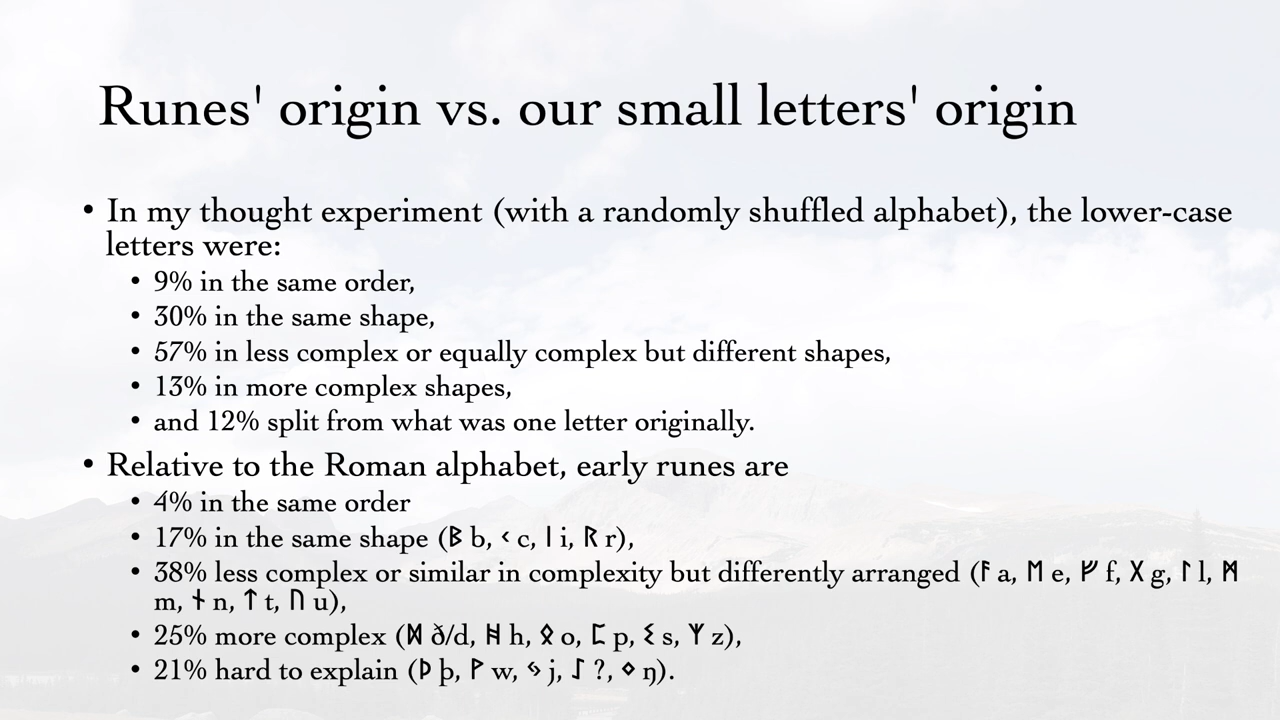 Runes' origin vs. our small letters' origin
• In my thought experiment (with a randomly shuffled alphabet), the lower-case
letters were:
• 9% in the same order,
• 30% in the same shape,
• 57% in less complex or equally complex but different shapes,
• 13% in more complex shapes,
• and 12% split from what was one letter originally.
• Relative to the Roman alphabet, early runes are
• 4% in the same order
• 17% in the same shape (ᛒ b, ᚲ c, ᛁ i, ᚱ r),
• 38% less complex or similar in complexity but differently arranged (ᚨ a, ᛖ e, ᚠ f, ᚷ g, ᛚ l, ᛗ
m, ᚾ n, ᛏ t, ᚢ u),
• 25% more complex (ᛞ ð/d, ᚺ h, ᛟ o, ᛈ p, ᛊ s, ᛉ z),
• 21% hard to explain (ᚦ þ, ᚹ w, ᛃ j, ᛇ ?, ᛜ ŋ).